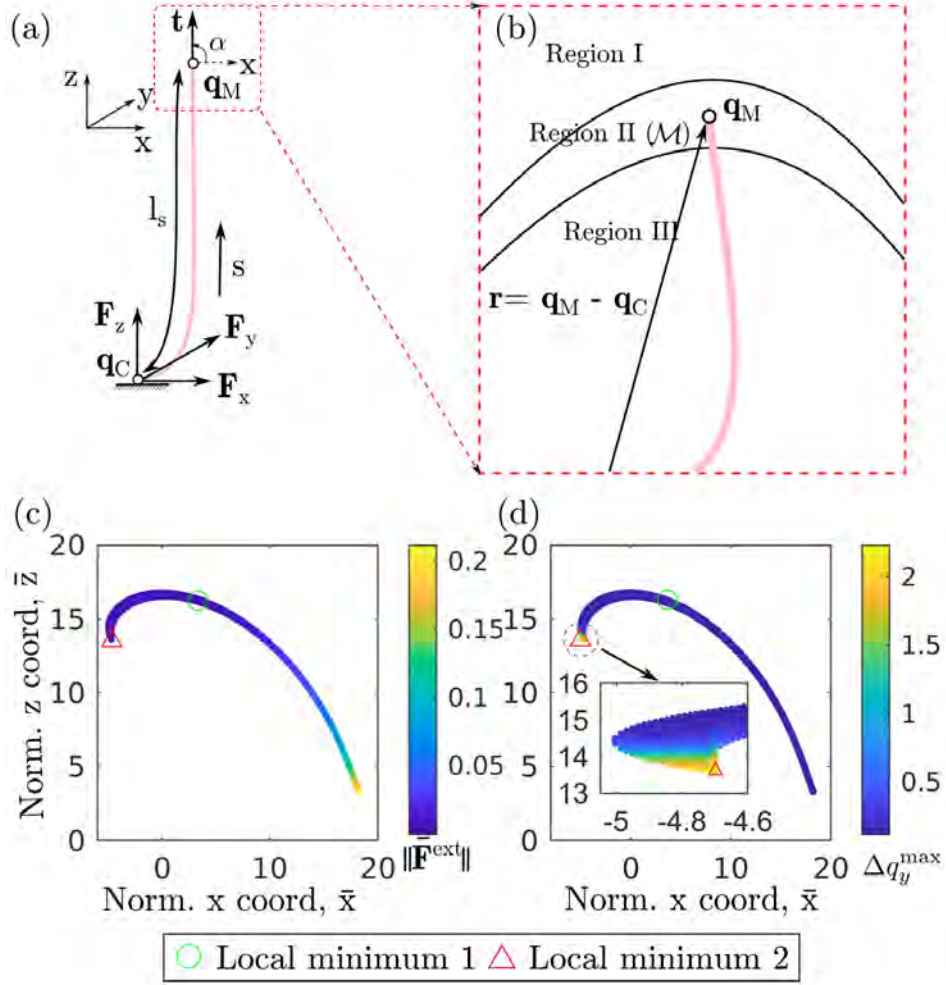 (a)
t
α
x
q_M
z
y
x
l_s
s
F_z
F_y
q_C
F_x
(b)
Region I
q_M
Region II (ℳ)
Region III
r= q_M - q_C
(c)
20
15
10
5
0
0 10 20
Norm. z coord, z̄
Norm. x coord, x̄
0.2
0.15
0.1
0.05
‖F̄^ext‖
(d)
20
15
10
5
0
0 10 20
Norm. x coord, x̄
16
15
14
13
-5 -4.8 -4.6
2
1.5
1
0.5
Δq_y^max
Local minimum 1 Local minimum 2